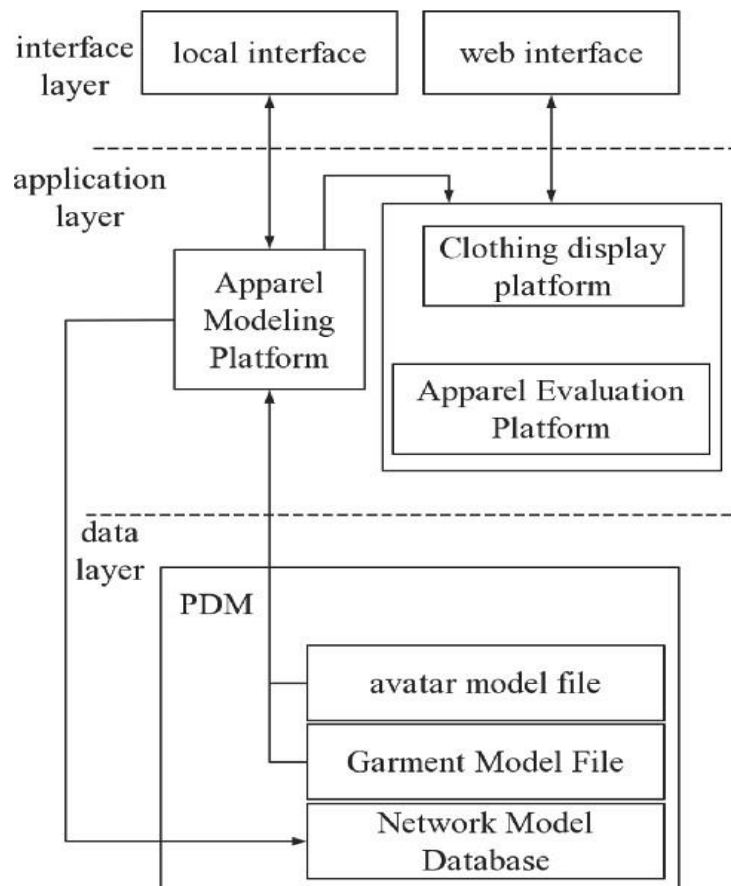 interface
layer
local interface
web interface
application
layer
Apparel
Modeling
Platform
Clothing display
platform
Apparel Evaluation
Platform
data
layer
PDM
avatar model file
Garment Model File
Network Model
Database